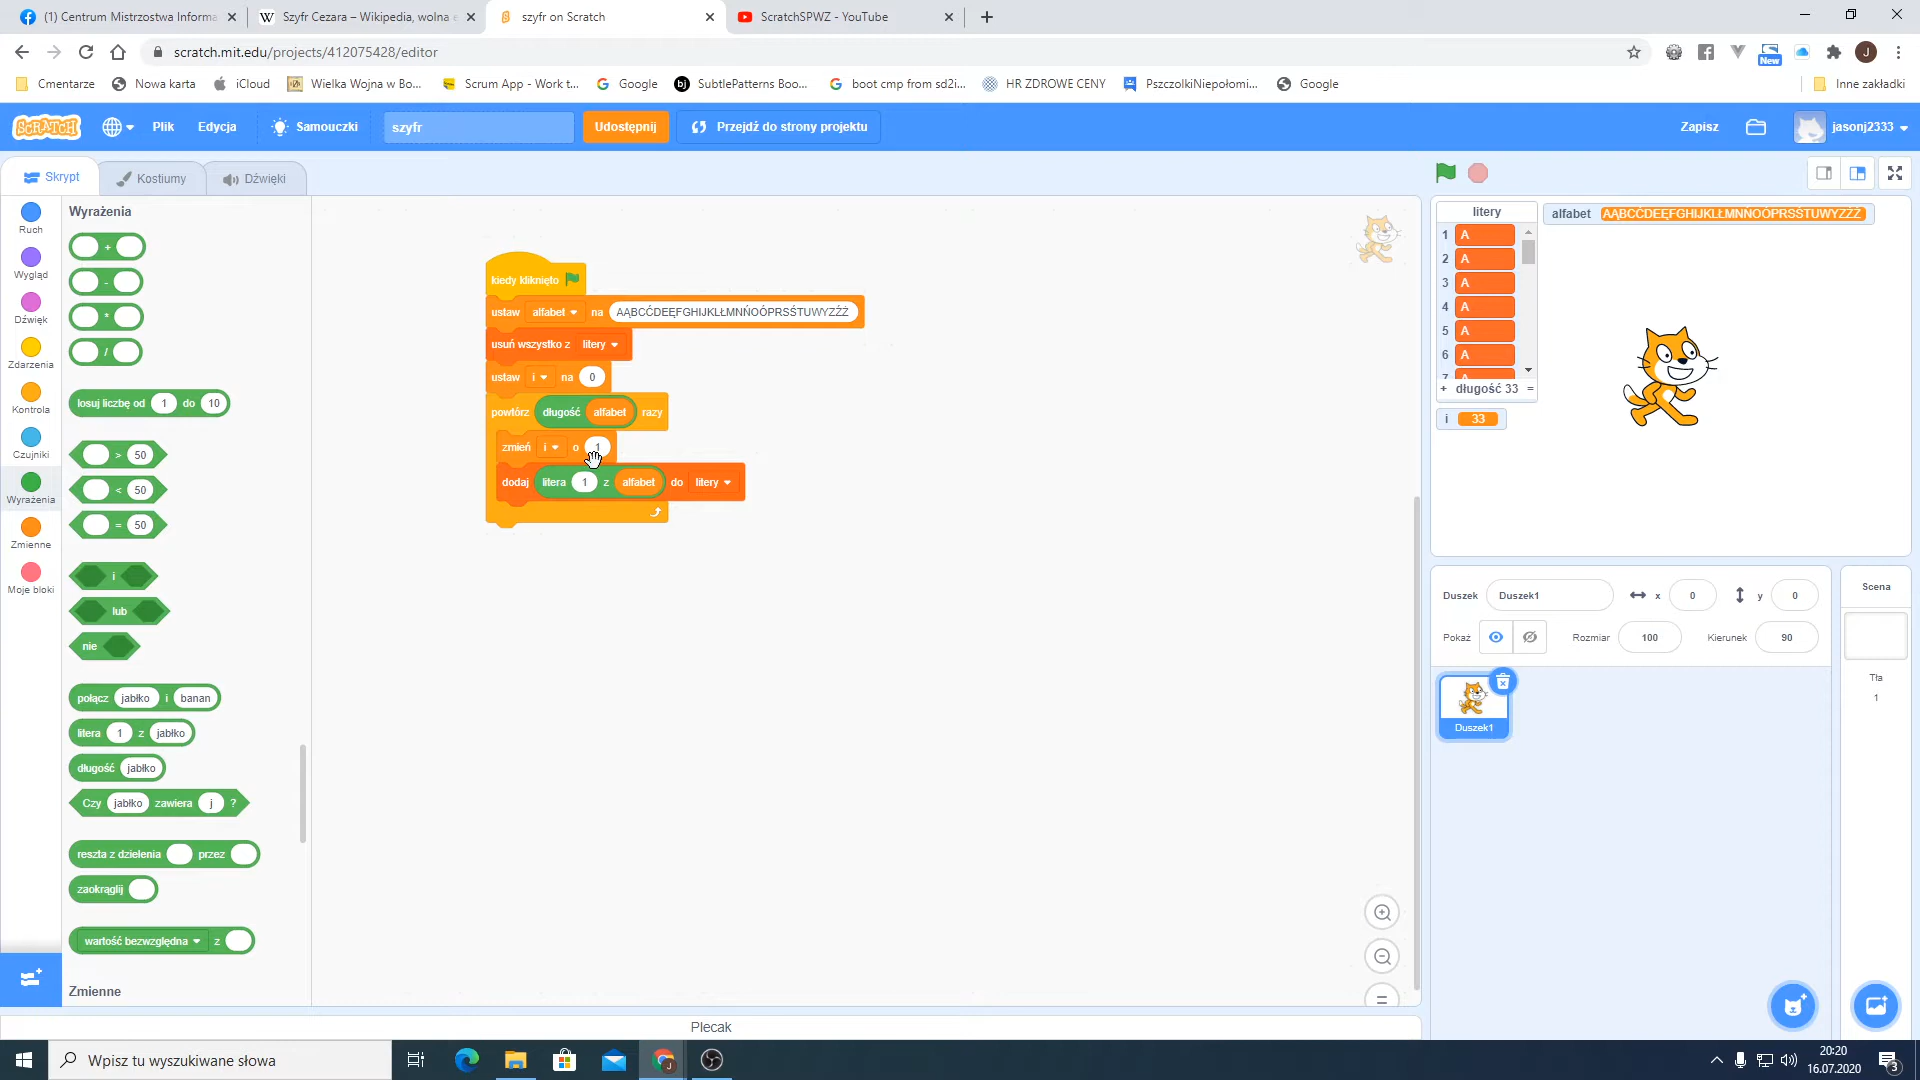 (1) Centrum Mistrzostwa Informa
Szyfr Cezara – Wikipedia, wolna e
szyfr on Scratch
ScratchSPWZ - YouTube
scratch.mit.edu/projects/412075428/editor
New
J
Cmentarze
Nowa karta
iCloud
Wielka Wojna w Bo...
Scrum App - Work t...
Google
SubtlePatterns Boo...
boot cmp from sd2i...
HR ZDROWE CENY
PszczolkiNiepołomi...
Google
Inne zakładki
SCRATCH
Plik
Edycja
Samouczki
szyfr
Udostępnij
Przejdź do strony projektu
Zapisz
jasonj2333
Skrypt
Kostiumy
Dźwięki
Ruch
Wygląd
Dźwięk
Zdarzenia
Kontrola
Czujniki
Wyrażenia
Zmienne
Moje bloki
Wyrażenia
+
-
*
/
losuj liczbę od 1 do 10
> 50
< 50
= 50
i
lub
nie
połącz jabłko i banan
litera 1 z jabłko
długość jabłko
Czy jabłko zawiera j ?
reszta z dzielenia przez
zaokrąglij
wartość bezwzględna z
Zmienne
kiedy kliknięto
ustaw alfabet na AĄBCĆDEĘFGHIJKLŁMNŃOÓPRSŚTUWYZŹŻ
usuń wszystko z litery
ustaw i na 0
powtórz długość alfabet razy
zmień i o 1
dodaj litera 1 z alfabet do litery
Plecak
litery
1 A
2 A
3 A
4 A
5 A
6 A
+ długość 33 =
alfabet AĄBCĆDEĘFGHIJKLŁMNŃOÓPRSŚTUWYZŹŻ
i 33
Duszek Duszek1 x 0 y 0
Pokaż Rozmiar 100 Kierunek 90
Duszek1
Scena
Tła
1
Wpisz tu wyszukiwane słowa
20:20
16.07.2020
3